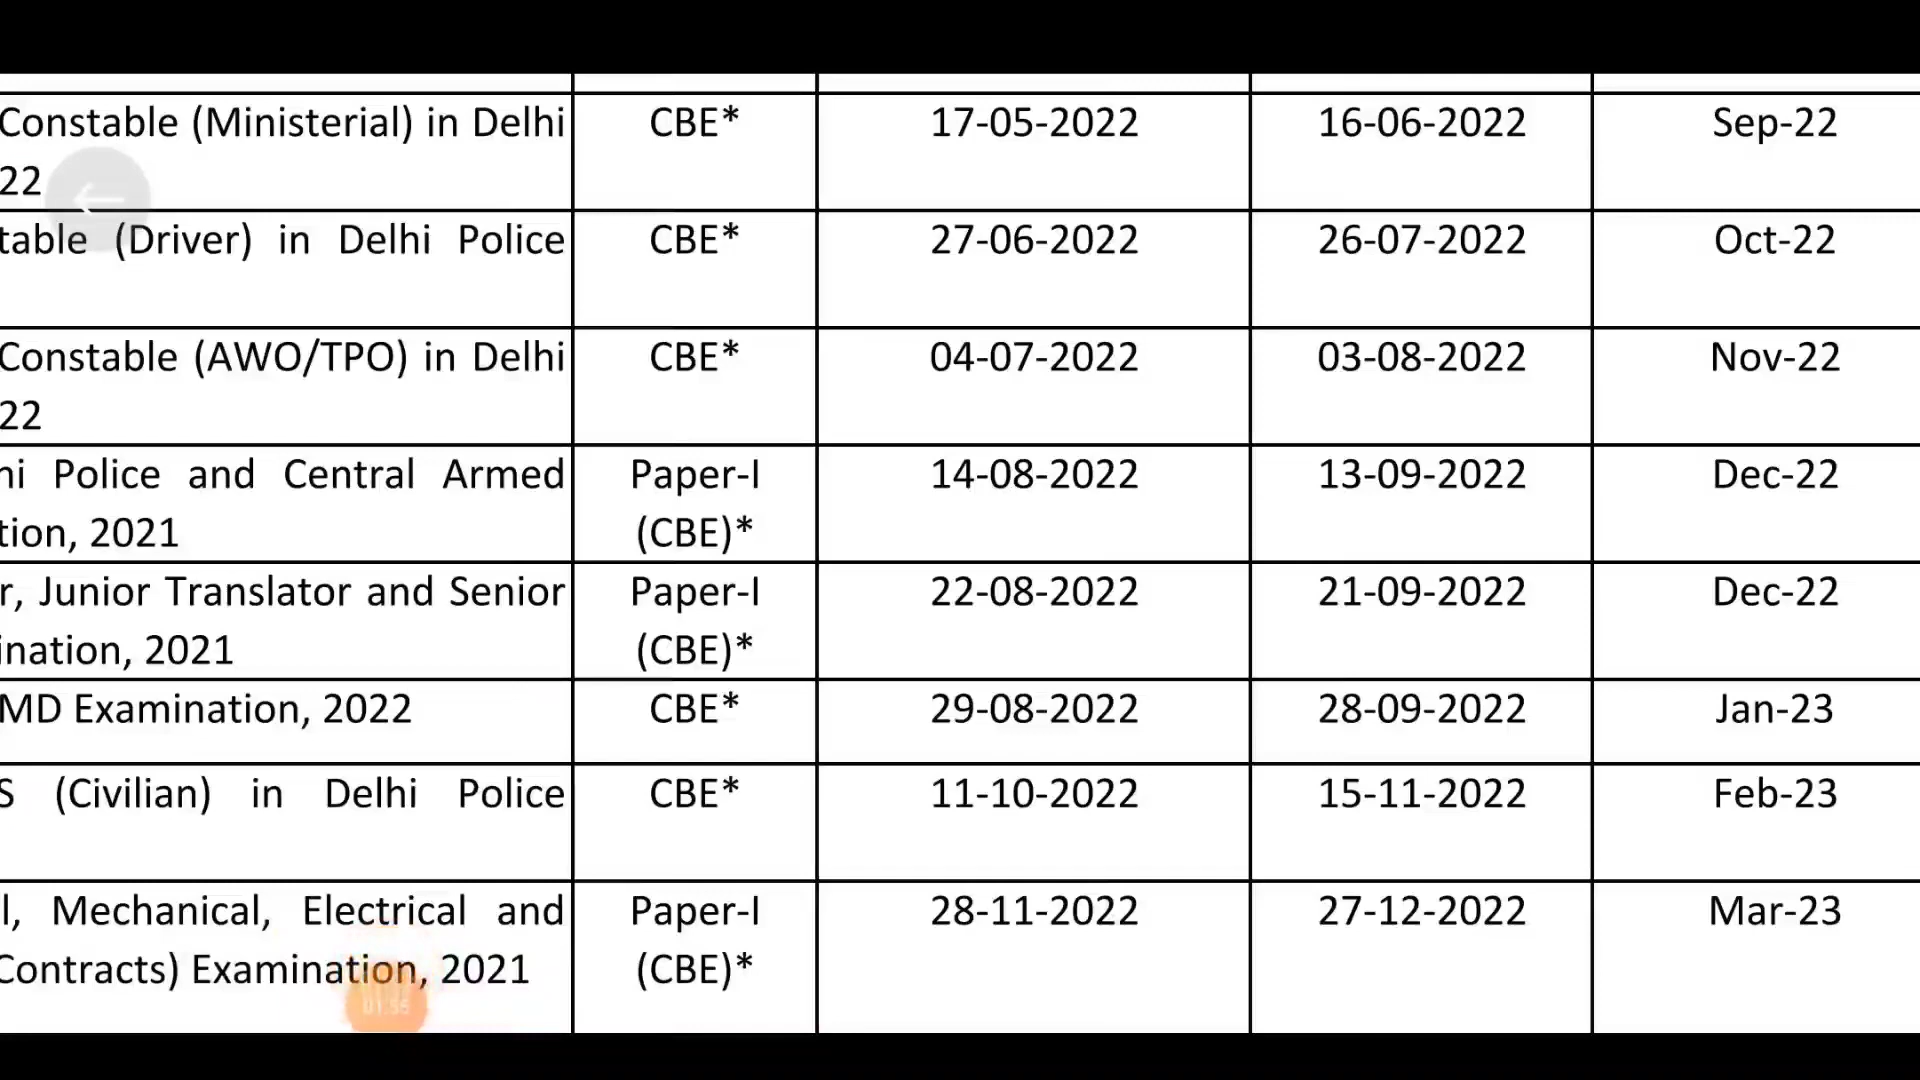 Constable (Ministerial) in Delhi CBE* 17-05-2022 16-06-2022 Sep-22
22
table (Driver) in Delhi Police CBE* 27-06-2022 26-07-2022 Oct-22
Constable (AWO/TPO) in Delhi CBE* 04-07-2022 03-08-2022 Nov-22
22
hi Police and Central Armed Paper-I 14-08-2022 13-09-2022 Dec-22
tion, 2021 (CBE)*
r, Junior Translator and Senior Paper-I 22-08-2022 21-09-2022 Dec-22
ination, 2021 (CBE)*
MD Examination, 2022 CBE* 29-08-2022 28-09-2022 Jan-23
S (Civilian) in Delhi Police CBE* 11-10-2022 15-11-2022 Feb-23
l, Mechanical, Electrical and Paper-I 28-11-2022 27-12-2022 Mar-23
Contracts) Examination, 2021 (CBE)*
01:56